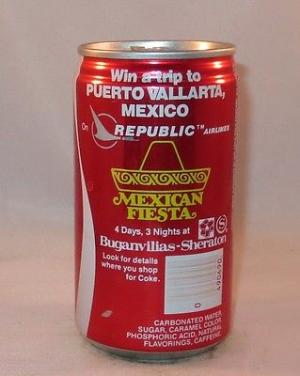 Win a trip to
PUERTO VALLARTA,
MEXICO
On REPUBLIC™ AIRLINES
MEXICAN
FIESTA
4 Days, 3 Nights at
Buganvilias-Sheraton
Look for details
where you shop
for Coke.
CARBONATED WATER,
SUGAR, CARAMEL COLOR,
PHOSPHORIC ACID, NATURAL
FLAVORINGS, CAFFEINE